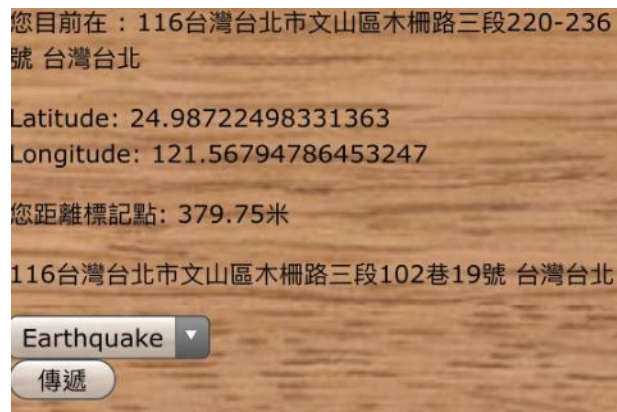 您目前在 : 116台灣台北市文山區木柵路三段220-236
號 台灣台北
Latitude: 24.98722498331363
Longitude: 121.56794786453247
您距離標記點: 379.75米
116台灣台北市文山區木柵路三段102巷19號 台灣台北
Earthquake
傳遞